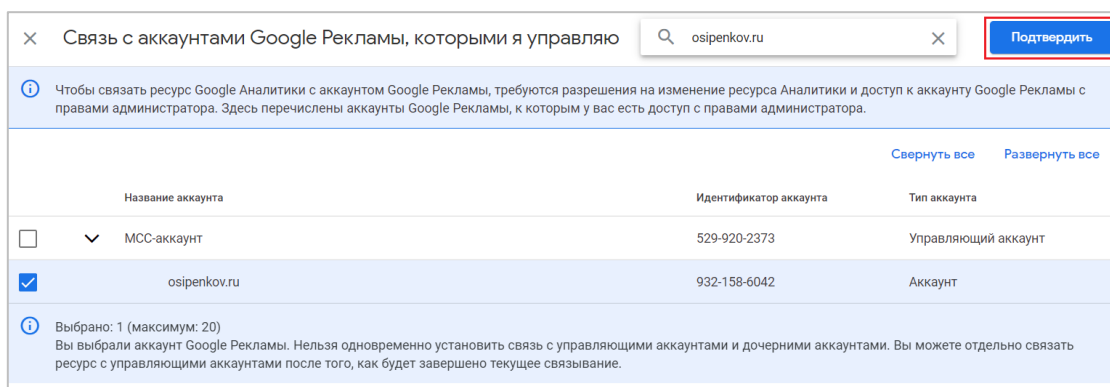 Связь с аккаунтами Google Рекламы, которыми я управляю
osipenkov.ru
Подтвердить
Чтобы связать ресурс Google Аналитики с аккаунтом Google Рекламы, требуются разрешения на изменение ресурса Аналитики и доступ к аккаунту Google Рекламы с
правами администратора. Здесь перечислены аккаунты Google Рекламы, к которым у вас есть доступ с правами администратора.
Свернуть все Развернуть все
Название аккаунта Идентификатор аккаунта Тип аккаунта
МСС-аккаунт 529-920-2373 Управляющий аккаунт
osipenkov.ru 932-158-6042 Аккаунт
Выбрано: 1 (максимум: 20)
Вы выбрали аккаунт Google Рекламы. Нельзя одновременно установить связь с управляющими аккаунтами и дочерними аккаунтами. Вы можете отдельно связать
ресурс с управляющими аккаунтами после того, как будет завершено текущее связывание.